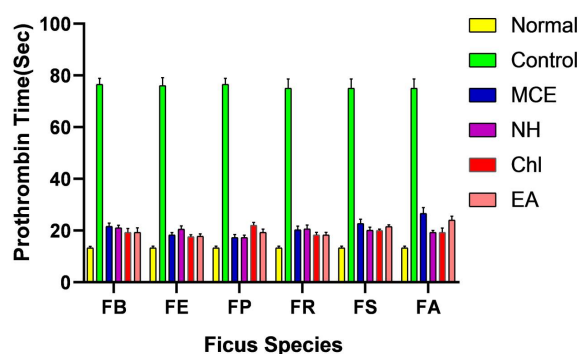 Prothrombin Time(Sec)
100
80
60
40
20
0
FB FE FP FR FS FA
Ficus Species
Normal
Control
MCE
NH
Chl
EA